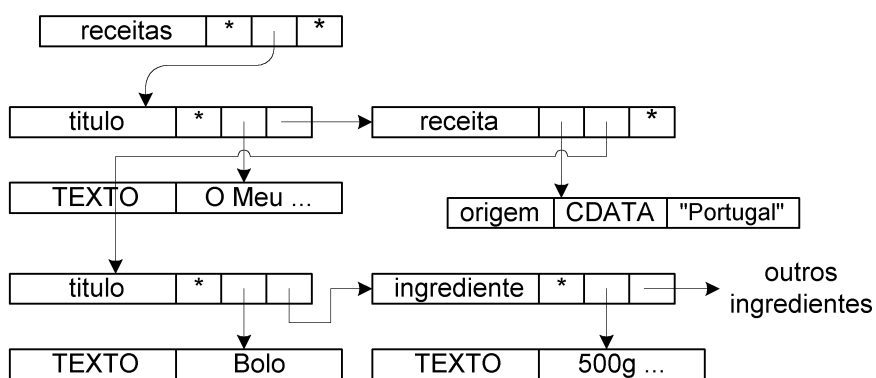 receitas * *
titulo *
receita *
TEXTO O Meu ...
origem CDATA "Portugal"
titulo *
ingrediente *
outros
ingredientes
TEXTO Bolo
TEXTO 500g ...